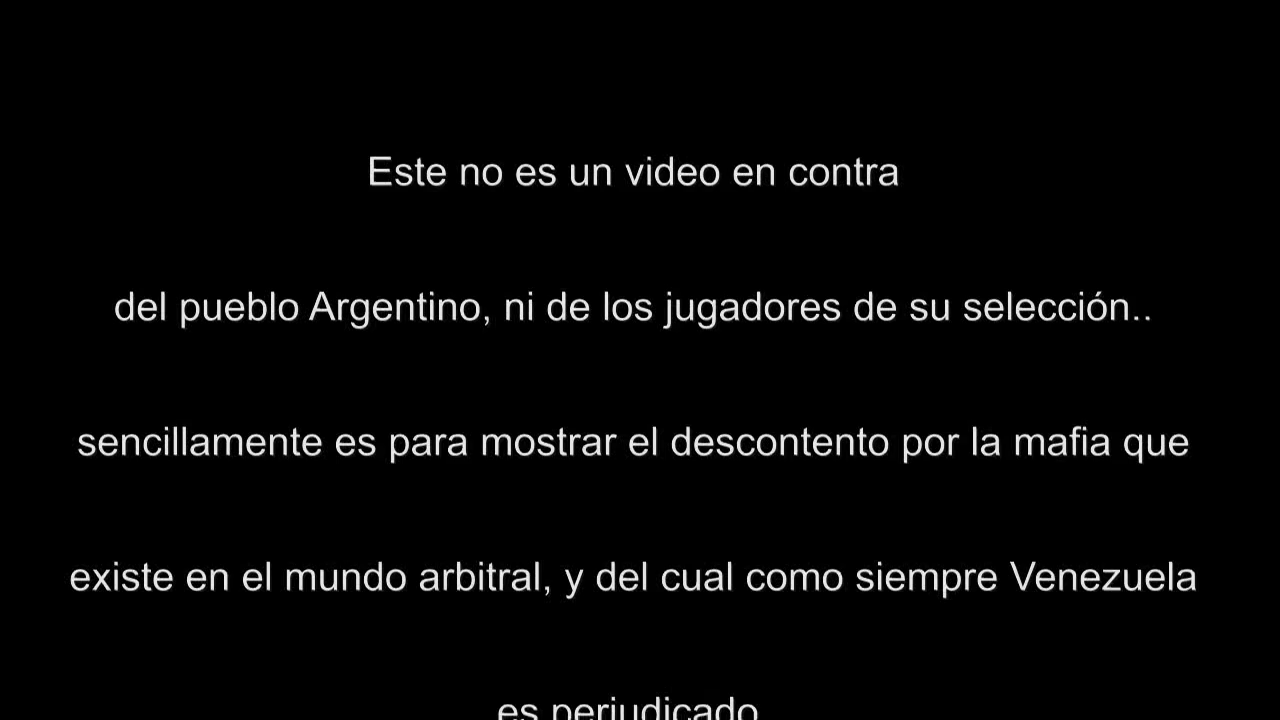 Este no es un video en contra
del pueblo Argentino, ni de los jugadores de su selección..
sencillamente es para mostrar el descontento por la mafia que
existe en el mundo arbitral, y del cual como siempre Venezuela
es perjudicado